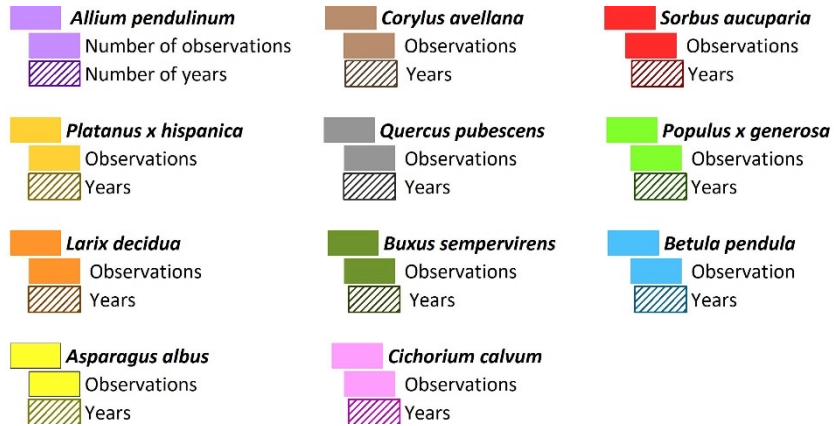 Allium pendulinum
Number of observations
Number of years
Corylus avellana
Observations
Years
Sorbus aucuparia
Observations
Years
Platanus x hispanica
Observations
Years
Quercus pubescens
Observations
Years
Populus x generosa
Observations
Years
Larix decidua
Observations
Years
Buxus sempervirens
Observations
Years
Betula pendula
Observation
Years
Asparagus albus
Observations
Years
Cichorium calvum
Observations
Years